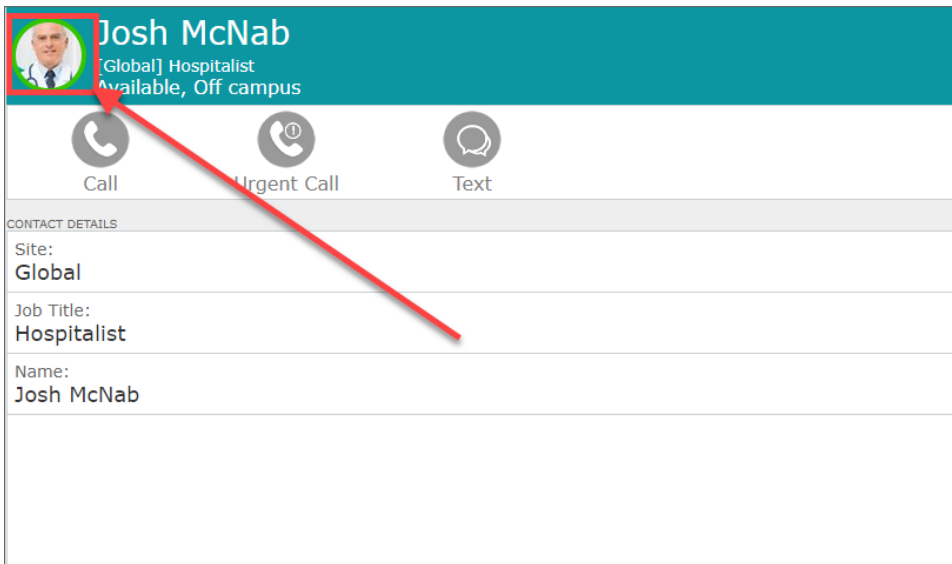 Josh McNab
[Global] Hospitalist
Available, Off campus
Call
Urgent Call
Text
CONTACT DETAILS
Site:
Global
Job Title:
Hospitalist
Name:
Josh McNab